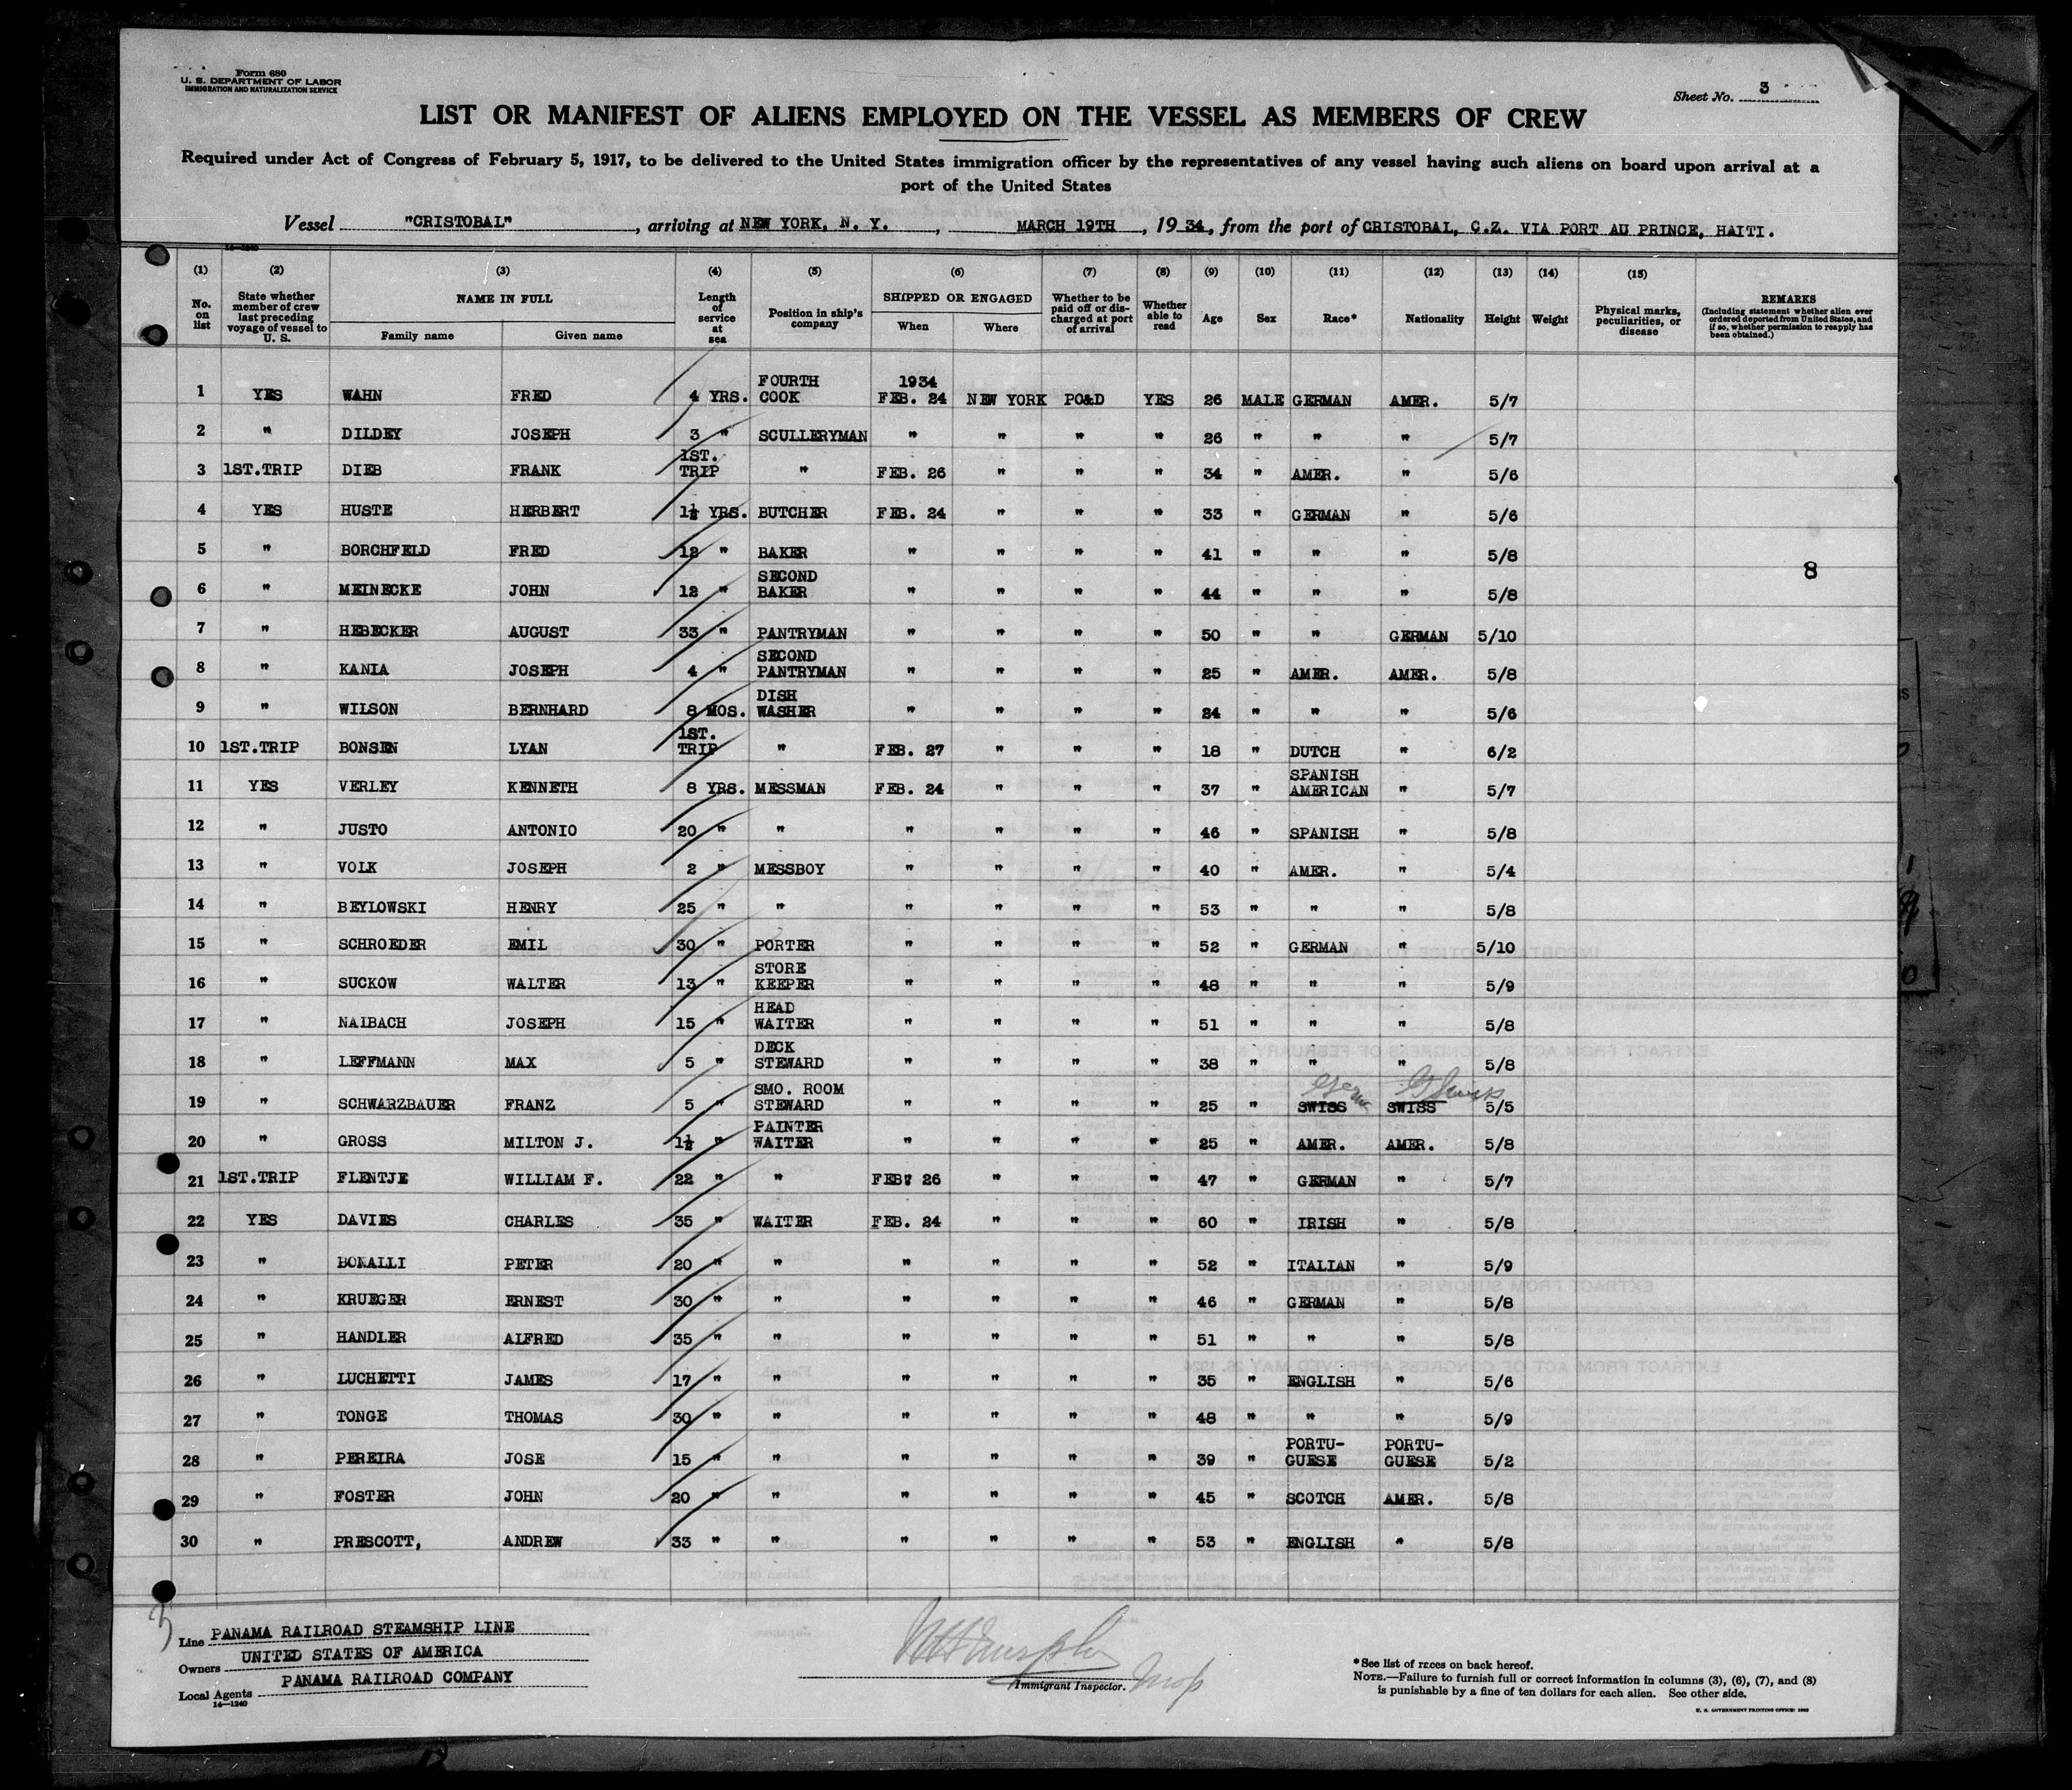 Form 680
U. S. DEPARTMENT OF LABOR
IMMIGRATION AND NATURALIZATION SERVICE
Sheet No. 3
LIST OR MANIFEST OF ALIENS EMPLOYED ON THE VESSEL AS MEMBERS OF CREW
Required under Act of Congress of February 5, 1917, to be delivered to the United States immigration officer by the representatives of any vessel having such aliens on board upon arrival at a
port of the United States
Vessel "CRISTOBAL", arriving at NEW YORK, N. Y., MARCH 19TH, 1934, from the port of CRISTOBAL, C.Z. VIA PORT AU PRINCE, HAITI.
14—1240
(1) (2) (3) (4) (5) (6) (7) (8) (9) (10) (11) (12) (13) (14) (15)
No. on list
State whether member of crew last preceding voyage of vessel to U. S.
NAME IN FULL
Family name Given name
Length of service at sea
Position in ship's company
SHIPPED OR ENGAGED
When Where
Whether to be paid off or discharged at port of arrival
Whether able to read
Age Sex Race* Nationality Height Weight
Physical marks, peculiarities, or disease
REMARKS
(Including statement whether alien ever ordered deported from United States, and if so, whether permission to reapply has been obtained.)
1 YES WAHN FRED 4 YRS. FOURTH COOK 1934 FEB. 24 NEW YORK PO&D YES 26 MALE GERMAN AMER. 5/7
2 " DILDEY JOSEPH 3 " SCULLERYMAN " " " " 26 " " " 5/7
3 1ST.TRIP DIEB FRANK 1ST. TRIP " FEB. 26 " " " 34 " AMER. " 5/6
4 YES HUSTE HERBERT 1½ YRS. BUTCHER FEB. 24 " " " 33 " GERMAN " 5/6
5 " BORCHFELD FRED 12 " BAKER " " " " 41 " " " 5/8
6 " MEINECKE JOHN 12 " SECOND BAKER " " " " 44 " " " 5/8
8
7 " HEBECKER AUGUST 33 " PANTRYMAN " " " " 50 " " GERMAN 5/10
8 " KANIA JOSEPH 4 " SECOND PANTRYMAN " " " " 25 " AMER. AMER. 5/8
9 " WILSON BERNHARD 8 MOS. DISH WASHER " " " " 24 " " " 5/6
10 1ST.TRIP BONSEN LYAN 1ST. TRIP " FEB. 27 " " " 18 " DUTCH " 6/2
11 YES VERLEY KENNETH 8 YRS. MESSMAN FEB. 24 " " " 37 " SPANISH AMERICAN " 5/7
12 " JUSTO ANTONIO 20 " " " " " " 46 " SPANISH " 5/8
13 " VOLK JOSEPH 2 " MESSBOY " " " " 40 " AMER. " 5/4
14 " BEYLOWSKI HENRY 25 " " " " " " 53 " " " 5/8
15 " SCHROEDER EMIL 30 " PORTER " " " " 52 " GERMAN " 5/10
16 " SUCKOW WALTER 13 " STORE KEEPER " " " " 48 " " " 5/9
17 " NAIBACH JOSEPH 15 " HEAD WAITER " " " " 51 " " " 5/8
18 " LEFFMANN MAX 5 " DECK STEWARD " " " " 38 " " " 5/8
19 " SCHWARZBAUER FRANZ 5 " SMO. ROOM STEWARD " " " " 25 " SWISS SWISS 5/5
20 " GROSS MILTON J. 1½ " PAINTER WAITER " " " " 25 " AMER. AMER. 5/8
21 1ST.TRIP FLENTJE WILLIAM F. 22 " " FEB" 26 " " " 47 " GERMAN " 5/7
22 YES DAVIES CHARLES 35 " WAITER FEB. 24 " " " 60 " IRISH " 5/8
23 " BONALLI PETER 20 " " " " " " 52 " ITALIAN " 5/9
24 " KRUEGER ERNEST 30 " " " " " " 46 " GERMAN " 5/8
25 " HANDLER ALFRED 35 " " " " " " 51 " " " 5/8
26 " LUCHETTI JAMES 17 " " " " " " 35 " ENGLISH " 5/6
27 " TONGE THOMAS 30 " " " " " " 48 " " " 5/9
28 " PEREIRA JOSE 15 " " " " " " 39 " PORTU-GUESE PORTU-GUESE 5/2
29 " FOSTER JOHN 20 " " " " " " 45 " SCOTCH AMER. 5/8
30 " PRESCOTT, ANDREW 33 " " " " " " 53 " ENGLISH " 5/8
Line PANAMA RAILROAD STEAMSHIP LINE
Owners UNITED STATES OF AMERICA
Local Agents PANAMA RAILROAD COMPANY
14—1240
Immigrant Inspector.
*See list of races on back hereof.
NOTE.—Failure to furnish full or correct information in columns (3), (6), (7), and (8)
is punishable by a fine of ten dollars for each alien. See other side.